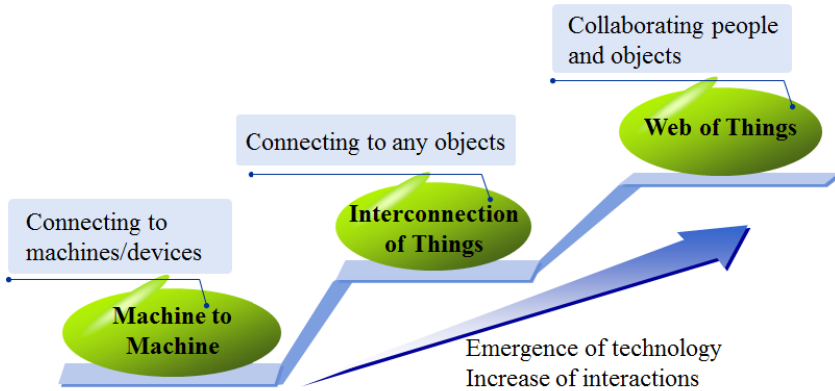 Collaborating people
and objects
Web of Things
Connecting to any objects
Interconnection
of Things
Connecting to
machines/devices
Machine to
Machine
Emergence of technology
Increase of interactions